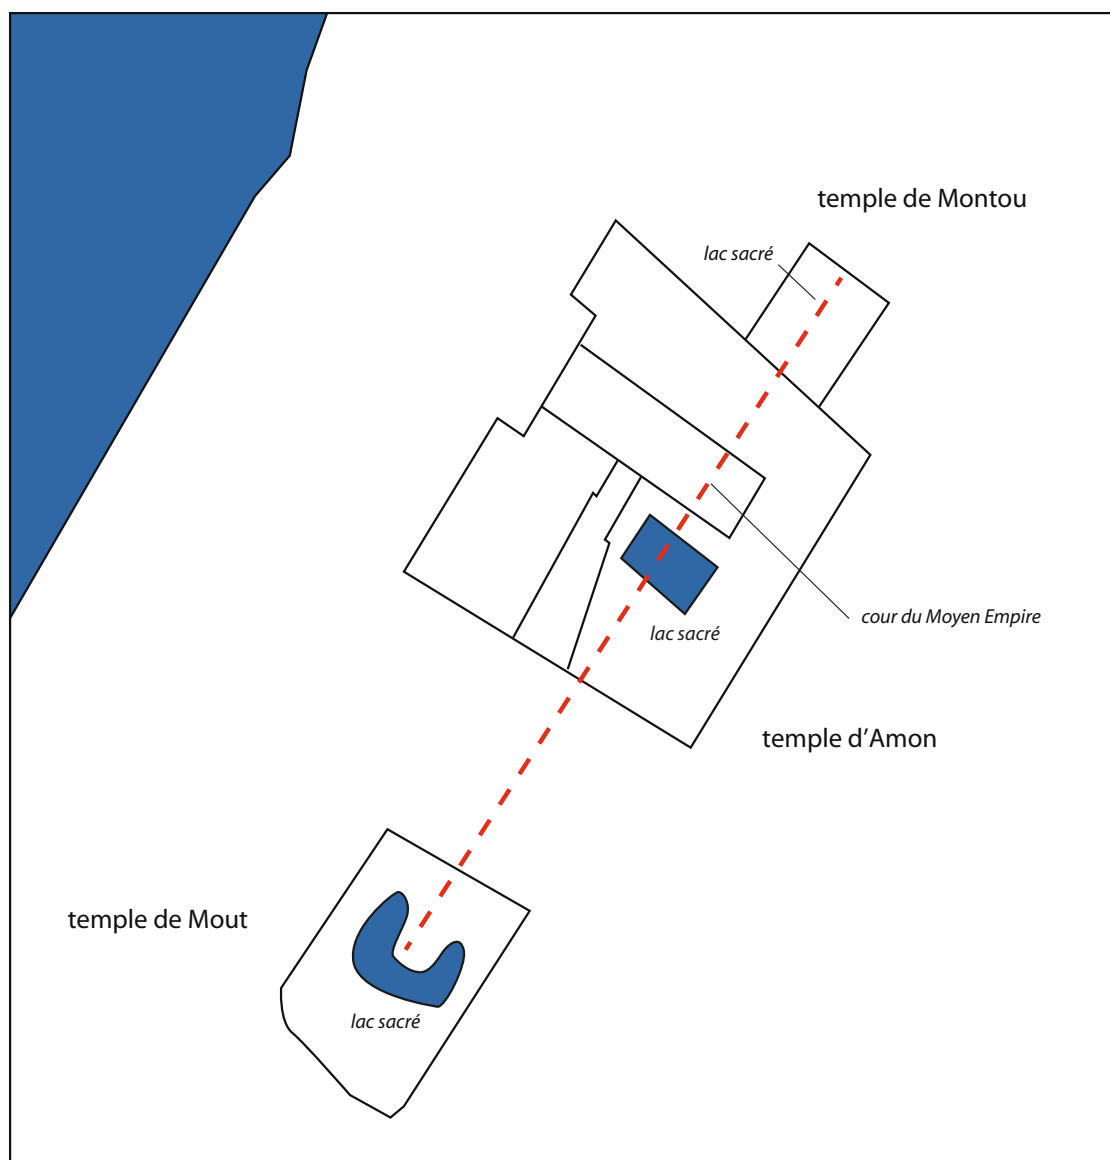 temple de Montou
lac sacré
cour du Moyen Empire
lac sacré
temple d’Amon
temple de Mout
lac sacré